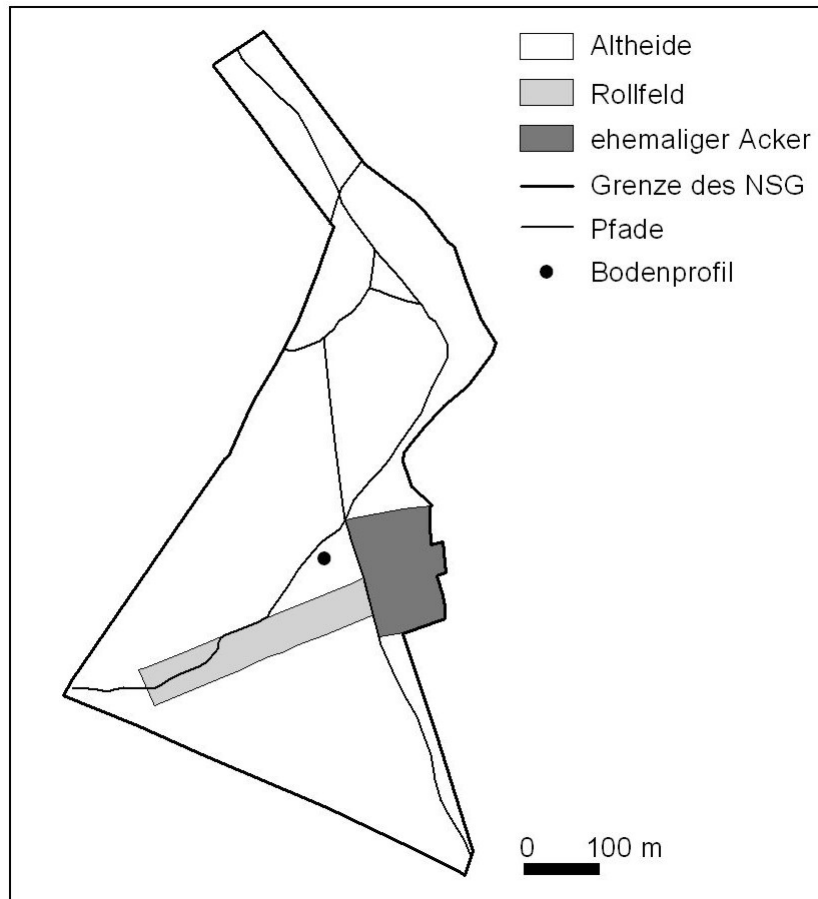 Altheide
Rollfeld
ehemaliger Acker
Grenze des NSG
Pfade
Bodenprofil
0 100 m